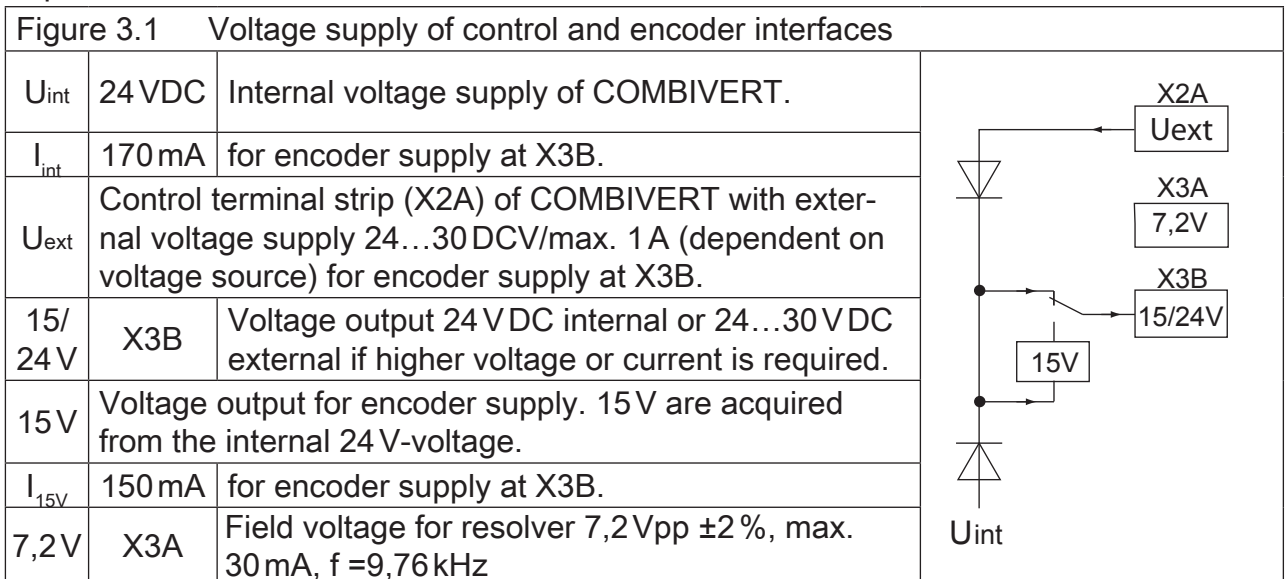 Figure 3.1 Voltage supply of control and encoder interfaces
Uint 24 VDC Internal voltage supply of COMBIVERT.
Iint 170 mA for encoder supply at X3B.
Uext Control terminal strip (X2A) of COMBIVERT with exter-
nal voltage supply 24…30 DCV/max. 1 A (dependent on
voltage source) for encoder supply at X3B.
15/
24 V
X3B
Voltage output 24 VDC internal or 24…30 VDC
external if higher voltage or current is required.
15 V
Voltage output for encoder supply. 15 V are acquired
from the internal 24 V-voltage.
I15V 150 mA for encoder supply at X3B.
7,2 V X3A
Field voltage for resolver 7,2 Vpp ±2 %, max.
30 mA, f =9,76 kHz
X2A
Uext
X3A
7,2V
X3B
15/24V
15V
Uint